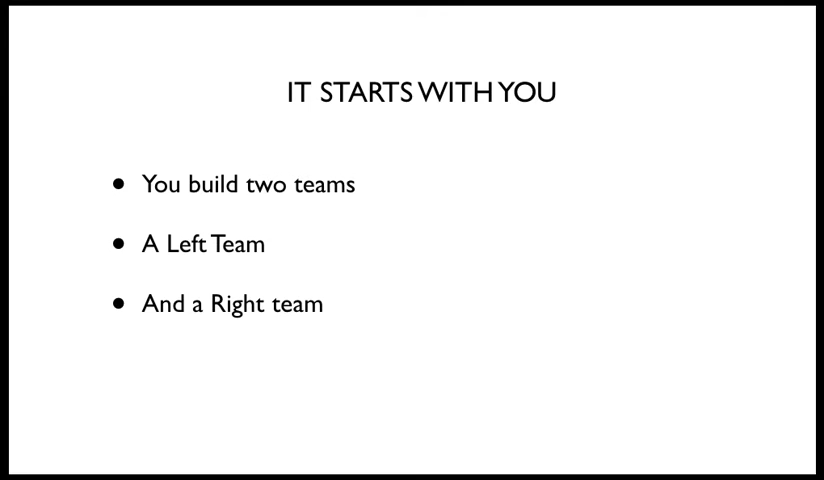 IT STARTS WITH YOU
• You build two teams
• A Left Team
• And a Right team